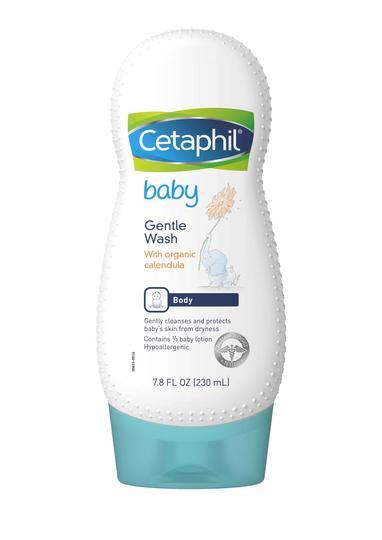 Cetaphil®
baby
Gentle
Wash
With organic
calendula
Body
Gently cleanses and protects
baby's skin from dryness
Contains ⅓ baby lotion
Hypoallergenic
7.8 FL OZ (230 mL)